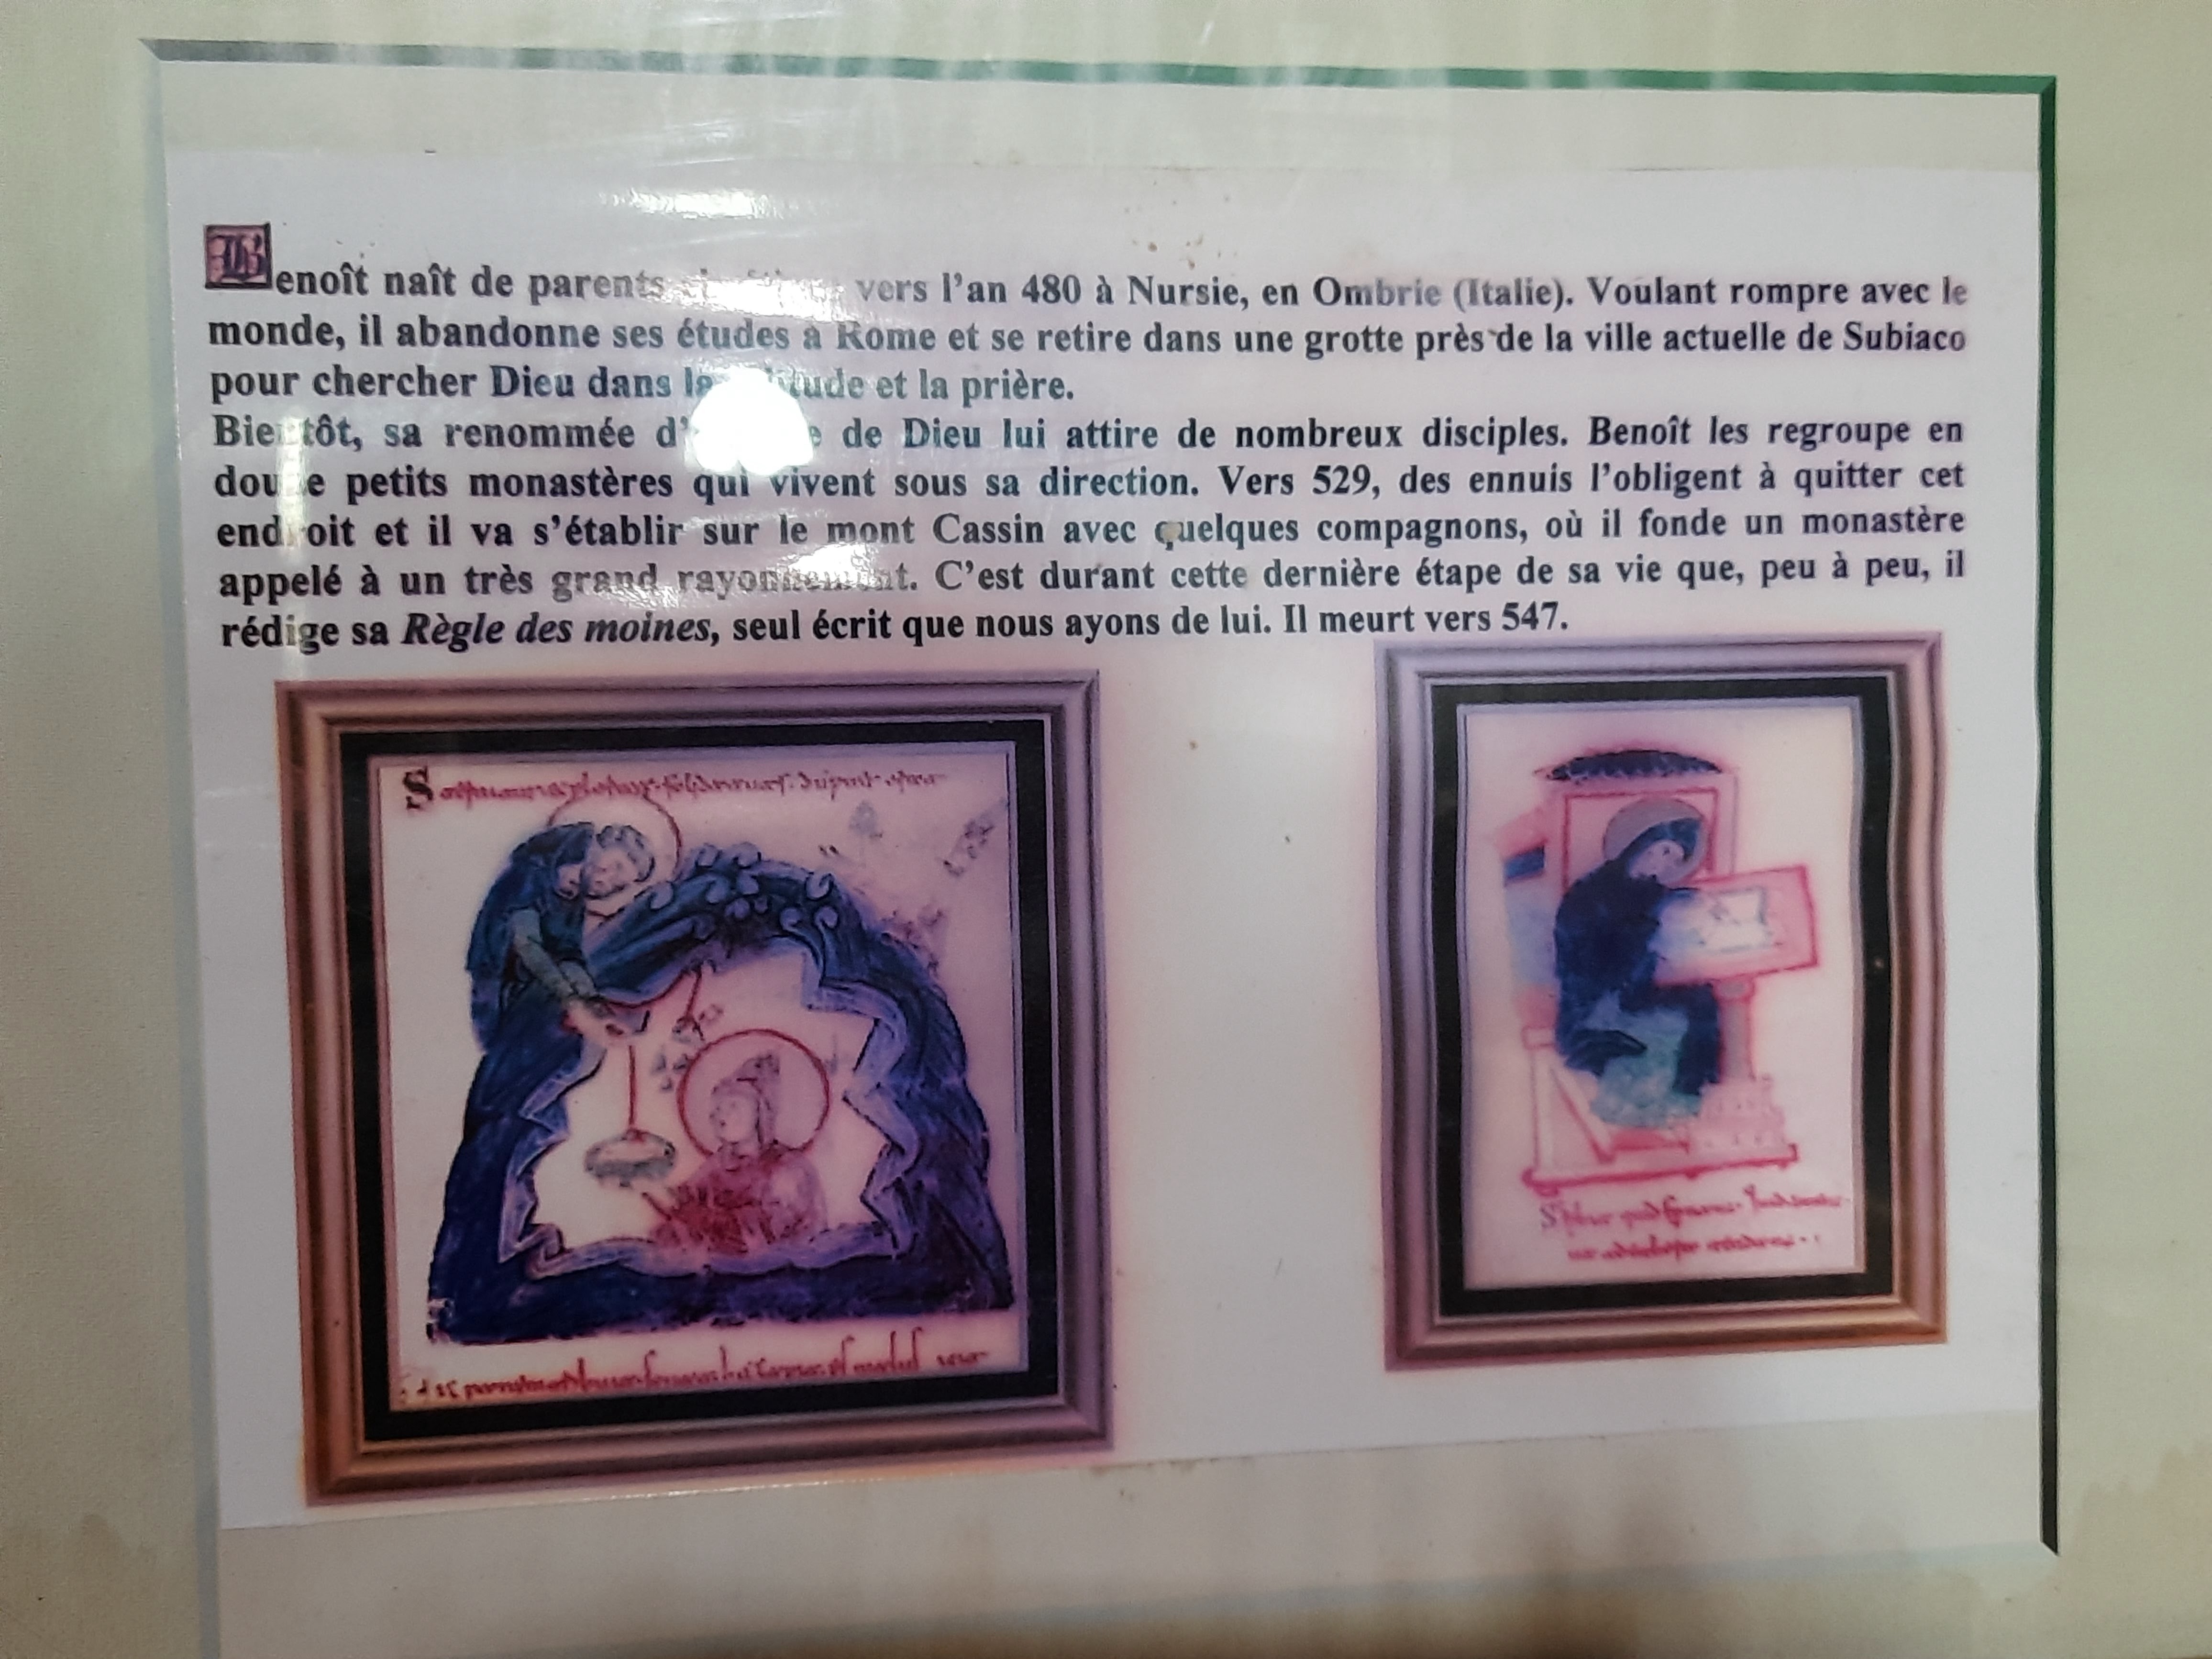 Benoît naît de parents vers l’an 480 à Nursie, en Ombrie (Italie). Voulant rompre avec le
monde, il abandonne ses études à Rome et se retire dans une grotte près de la ville actuelle de Subiaco
pour chercher Dieu dans la et la prière.
Bientôt, sa renommée de Dieu lui attire de nombreux disciples. Benoît les regroupe en
douze petits monastères qui vivent sous sa direction. Vers 529, des ennuis l’obligent à quitter cet
endroit et il va s’établir sur le mont Cassin avec quelques compagnons, où il fonde un monastère
appelé à un très grand rayonnement. C’est durant cette dernière étape de sa vie que, peu à peu, il
rédige sa Règle des moines, seul écrit que nous ayons de lui. Il meurt vers 547.